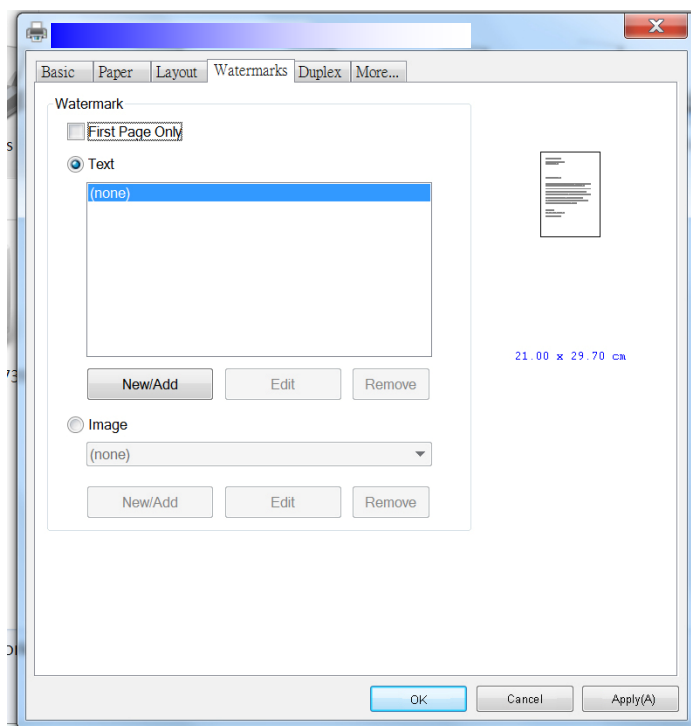 Basic Paper Layout Watermarks Duplex More...
Watermark
First Page Only
Text
(none)
21.00 x 29.70 cm
New/Add Edit Remove
Image
(none)
New/Add Edit Remove
OK Cancel Apply(A)